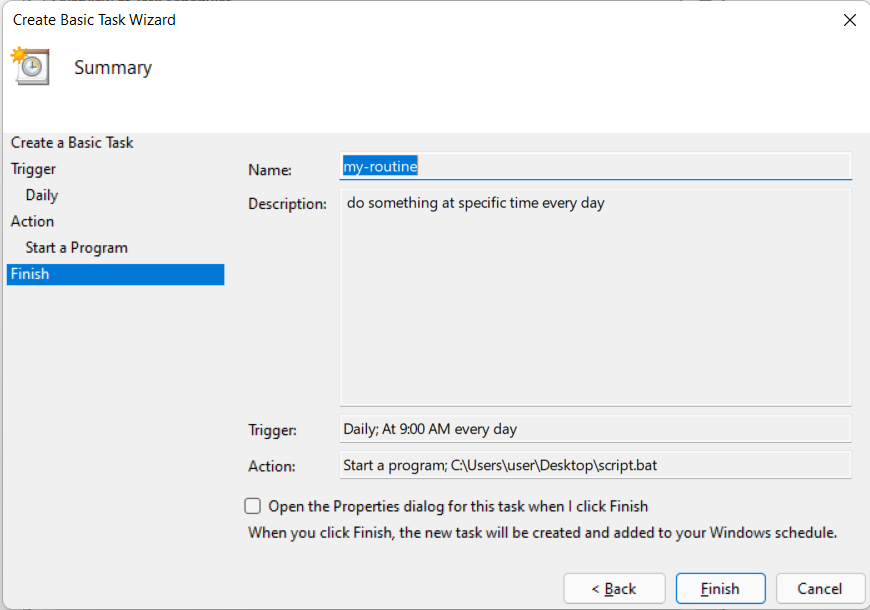 Create Basic Task Wizard
Summary
Create a Basic Task
Trigger
Daily
Action
Start a Program
Finish
Name: my-routine
Description: do something at specific time every day
Trigger: Daily; At 9:00 AM every day
Action: Start a program; C:\Users\user\Desktop\script.bat
Open the Properties dialog for this task when I click Finish
When you click Finish, the new task will be created and added to your Windows schedule.
< Back Finish Cancel